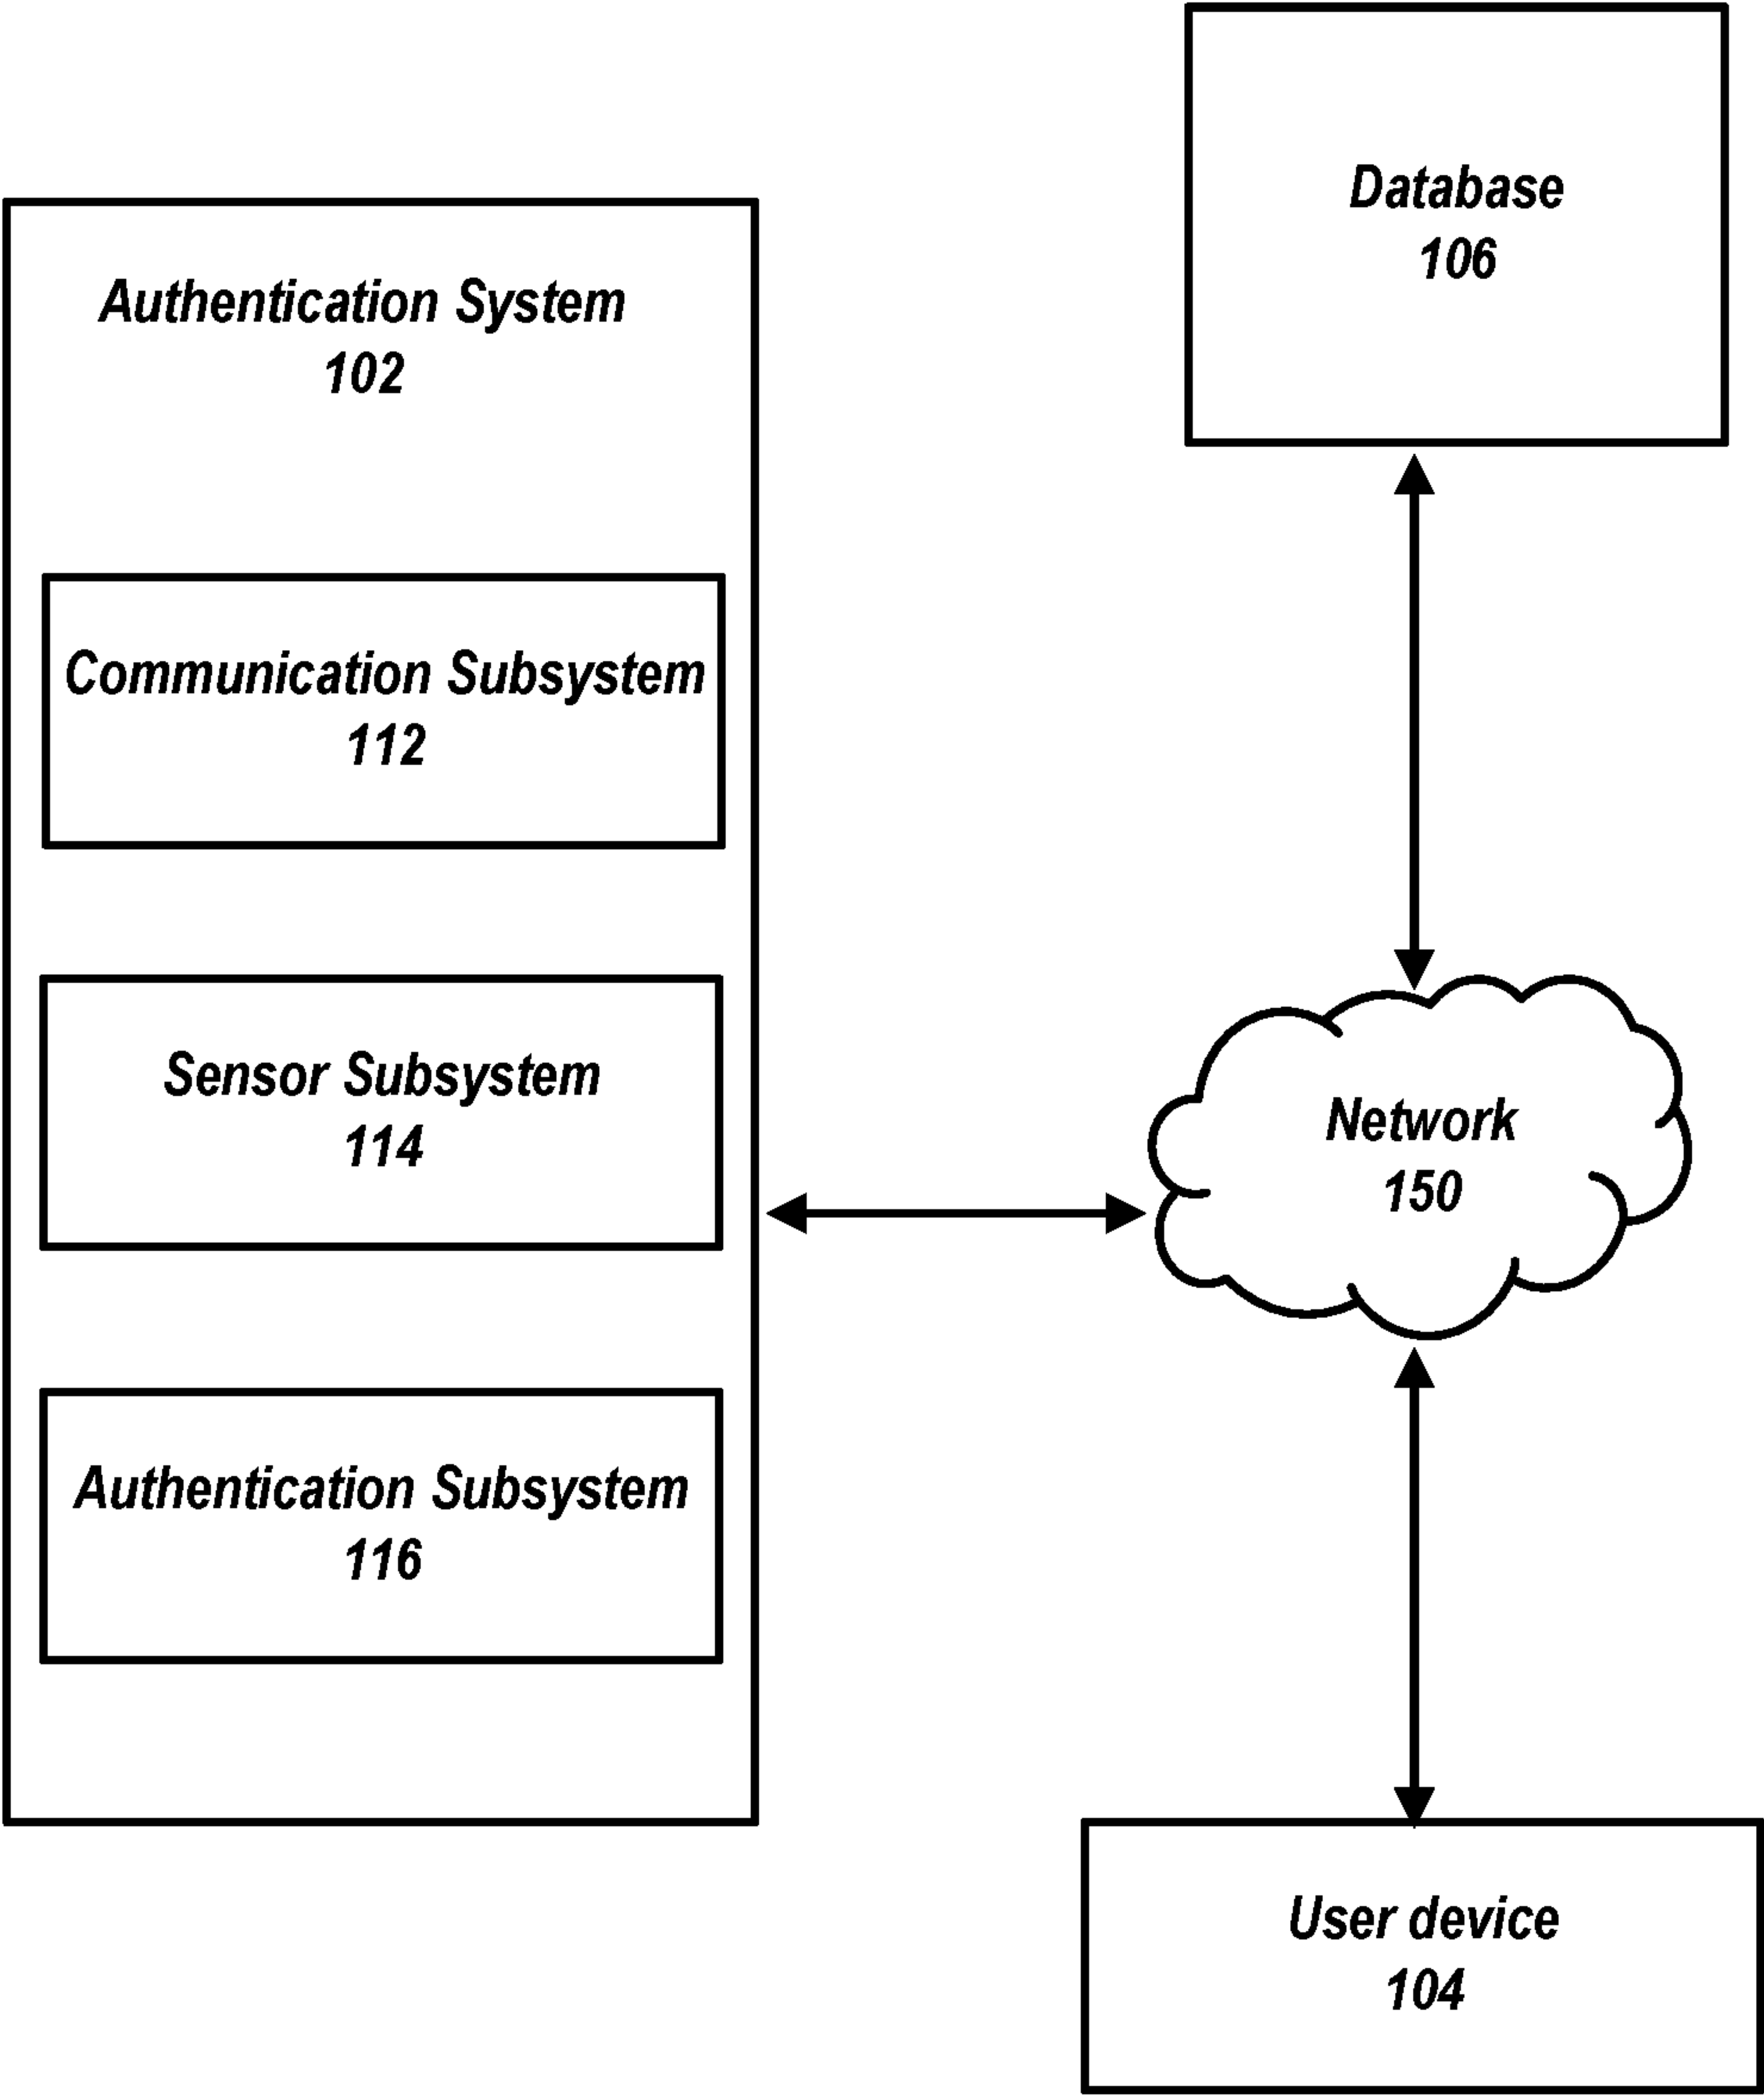 Database
106
Authentication System
102
Communication Subsystem
112
Sensor Subsystem
114
Network
150
Authentication Subsystem
116
User device
104